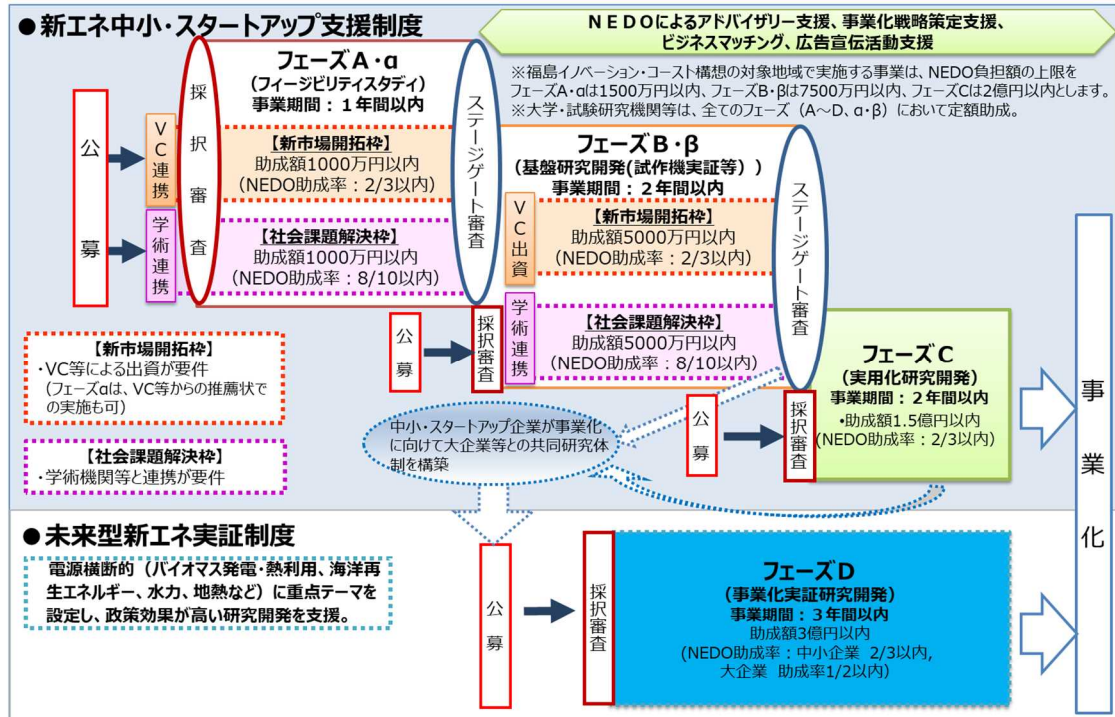 ●新エネ中小・スタートアップ支援制度
NEDOによるアドバイザリー支援、事業化戦略策定支援、
ビジネスマッチング、広告宣伝活動支援
※福島イノベーション・コースト構想の対象地域で実施する事業は、NEDO負担額の上限を
フェーズA・αは1500万円以内、フェーズB・βは7500万円以内、フェーズCは2億円以内とします。
※大学・試験研究機関等は、全てのフェーズ（A～D、α・β）において定額助成。
公募
VC連携
学術連携
採択審査
フェーズA・α
(フィージビリティスタディ)
事業期間：１年間以内
【新市場開拓枠】
助成額1000万円以内
(NEDO助成率：2/3以内)
【社会課題解決枠】
助成額1000万円以内
(NEDO助成率：8/10以内)
ステージゲート審査
公募
採択審査
フェーズB・β
(基盤研究開発(試作機実証等））
事業期間：２年間以内
VC出資
【新市場開拓枠】
助成額5000万円以内
(NEDO助成率：2/3以内)
学術連携
【社会課題解決枠】
助成額5000万円以内
(NEDO助成率：8/10以内)
ステージゲート審査
公募
採択審査
フェーズC
(実用化研究開発)
事業期間：２年間以内
•助成額1.5億円以内
(NEDO助成率：2/3以内)
事業化
【新市場開拓枠】
・VC等による出資が要件
(フェーズαは、VC等からの推薦状で
の実施も可)
【社会課題解決枠】
・学術機関等と連携が要件
中小・スタートアップ企業が事業化
に向けて大企業等との共同研究体
制を構築
●未来型新エネ実証制度
電源横断的（バイオマス発電・熱利用、海洋再
生エネルギー、水力、地熱など）に重点テーマを
設定し、政策効果が高い研究開発を支援。
公募
採択審査
フェーズD
(事業化実証研究開発)
事業期間：３年間以内
助成額3億円以内
(NEDO助成率：中小企業 2/3以内,
大企業 助成率1/2以内）